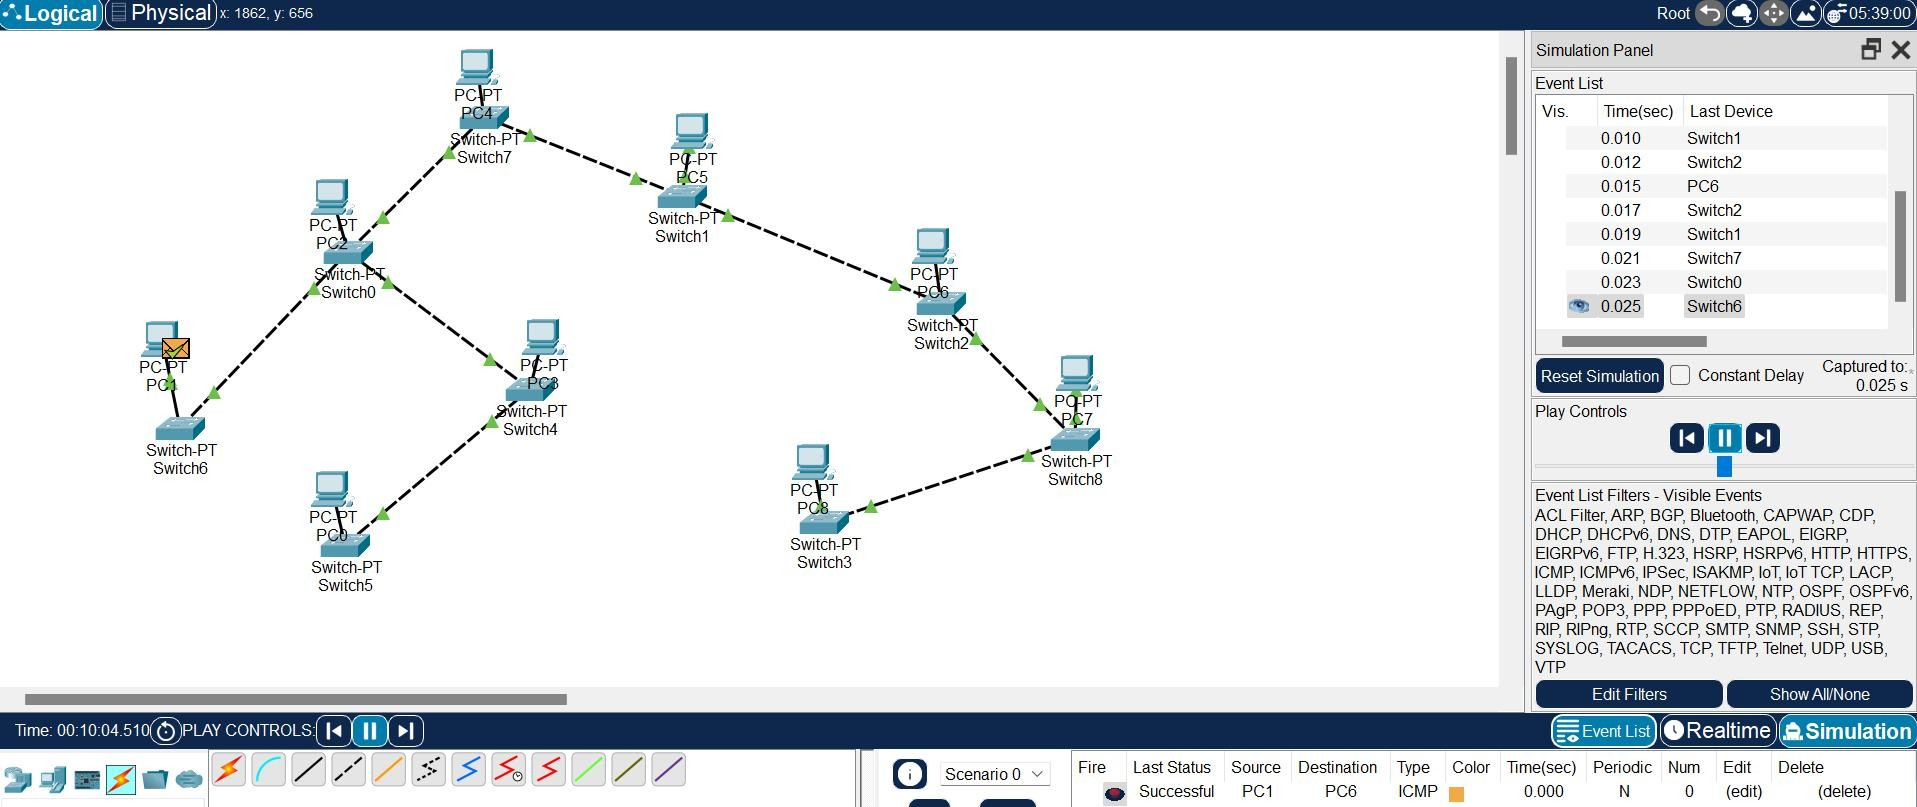 Logical
Physical
x: 1862, y: 656
Root
05:39:00
PC-PT
PC4
Switch-PT
Switch7
PC-PT
PC5
Switch-PT
Switch1
PC-PT
PC2
Switch-PT
Switch0
PC-PT
PC6
Switch-PT
Switch2
PC-PT
PC1
Switch-PT
Switch6
PC-PT
PC3
Switch-PT
Switch4
PC-PT
PC7
Switch-PT
Switch8
PC-PT
PC8
Switch-PT
Switch3
PC-PT
PC0
Switch-PT
Switch5
Simulation Panel
Event List
Vis. Time(sec) Last Device
0.010 Switch1
0.012 Switch2
0.015 PC6
0.017 Switch2
0.019 Switch1
0.021 Switch7
0.023 Switch0
0.025 Switch6
Reset Simulation
Constant Delay
Captured to:*
0.025 s
Play Controls
Event List Filters - Visible Events
ACL Filter, ARP, BGP, Bluetooth, CAPWAP, CDP,
DHCP, DHCPv6, DNS, DTP, EAPOL, EIGRP,
EIGRPv6, FTP, H.323, HSRP, HSRPv6, HTTP, HTTPS,
ICMP, ICMPv6, IPSec, ISAKMP, IoT, IoT TCP, LACP,
LLDP, Meraki, NDP, NETFLOW, NTP, OSPF, OSPFv6,
PAgP, POP3, PPP, PPPoED, PTP, RADIUS, REP,
RIP, RIPng, RTP, SCCP, SMTP, SNMP, SSH, STP,
SYSLOG, TACACS, TCP, TFTP, Telnet, UDP, USB,
VTP
Edit Filters
Show All/None
Time: 00:10:04.510
PLAY CONTROLS:
Event List
Realtime
Simulation
Scenario 0
Fire Last Status Source Destination Type Color Time(sec) Periodic Num Edit Delete
Successful PC1 PC6 ICMP 0.000 N 0 (edit) (delete)